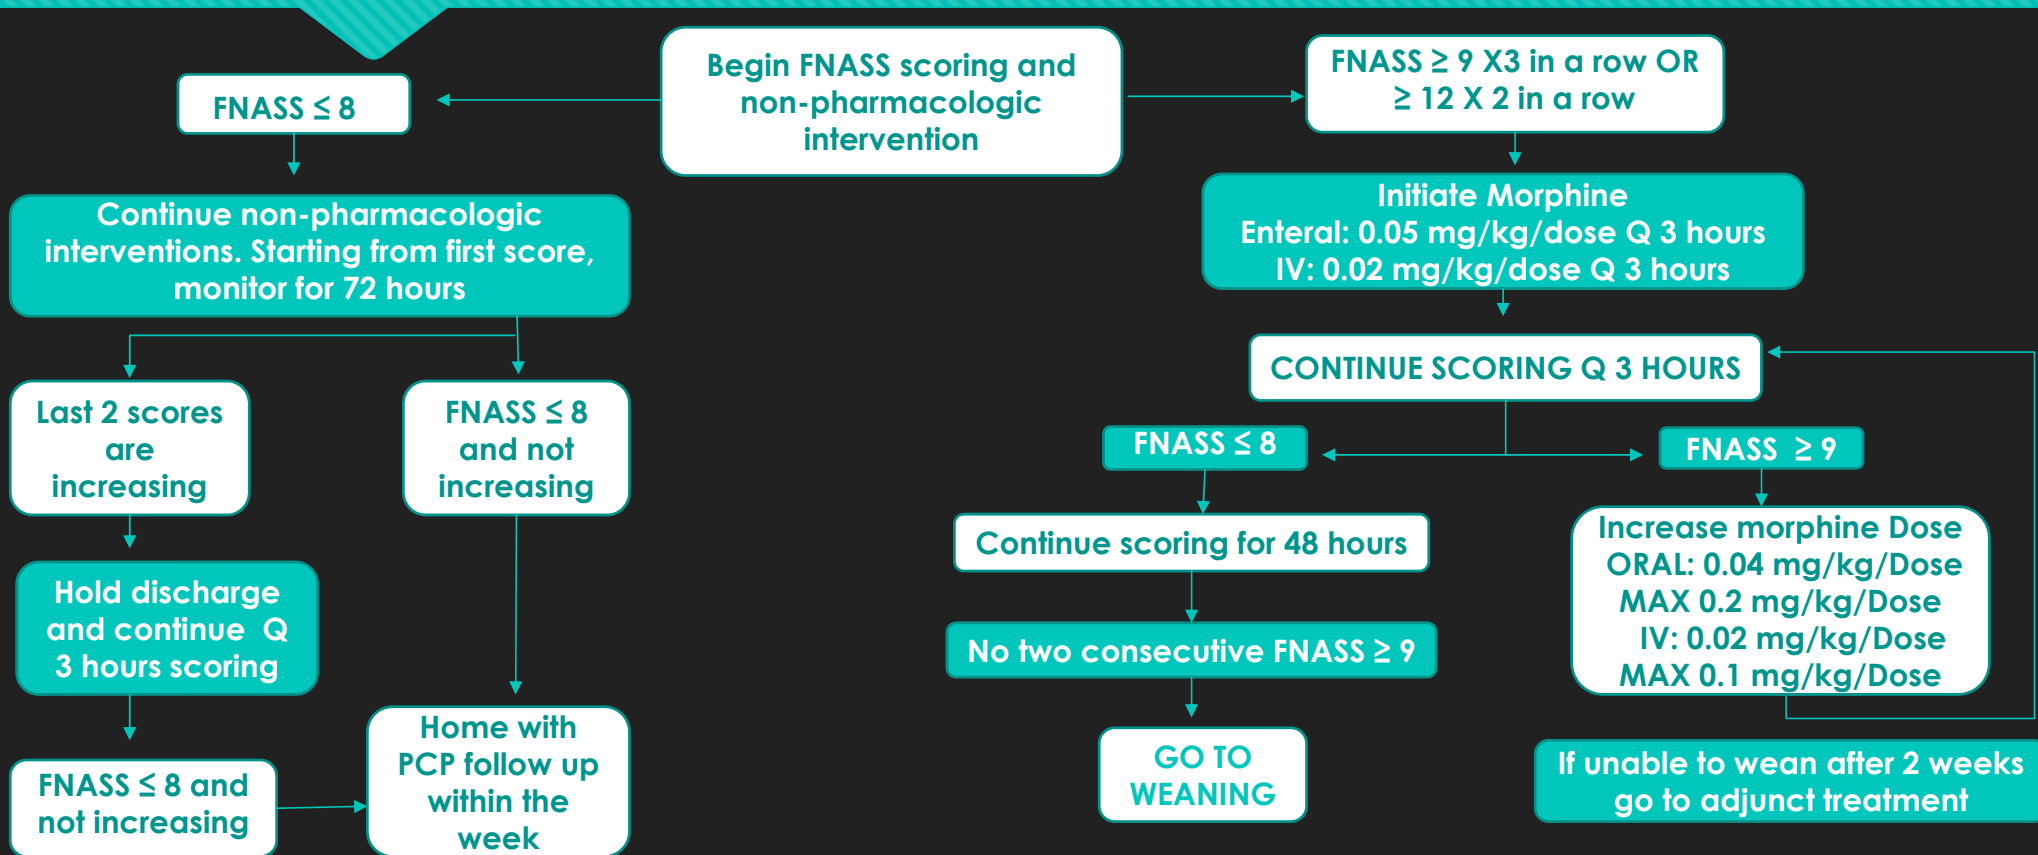 Begin FNASS scoring and
non-pharmacologic
intervention
FNASS ≤ 8
Continue non-pharmacologic
interventions. Starting from first score,
monitor for 72 hours
Last 2 scores
are
increasing
FNASS ≤ 8
and not
increasing
Hold discharge
and continue Q
3 hours scoring
FNASS ≤ 8 and
not increasing
Home with
PCP follow up
within the
week
FNASS ≥ 9 X3 in a row OR
≥ 12 X 2 in a row
Initiate Morphine
Enteral: 0.05 mg/kg/dose Q 3 hours
IV: 0.02 mg/kg/dose Q 3 hours
CONTINUE SCORING Q 3 HOURS
FNASS ≤ 8
Continue scoring for 48 hours
No two consecutive FNASS ≥ 9
GO TO
WEANING
FNASS ≥ 9
Increase morphine Dose
ORAL: 0.04 mg/kg/Dose
MAX 0.2 mg/kg/Dose
IV: 0.02 mg/kg/Dose
MAX 0.1 mg/kg/Dose
If unable to wean after 2 weeks
go to adjunct treatment